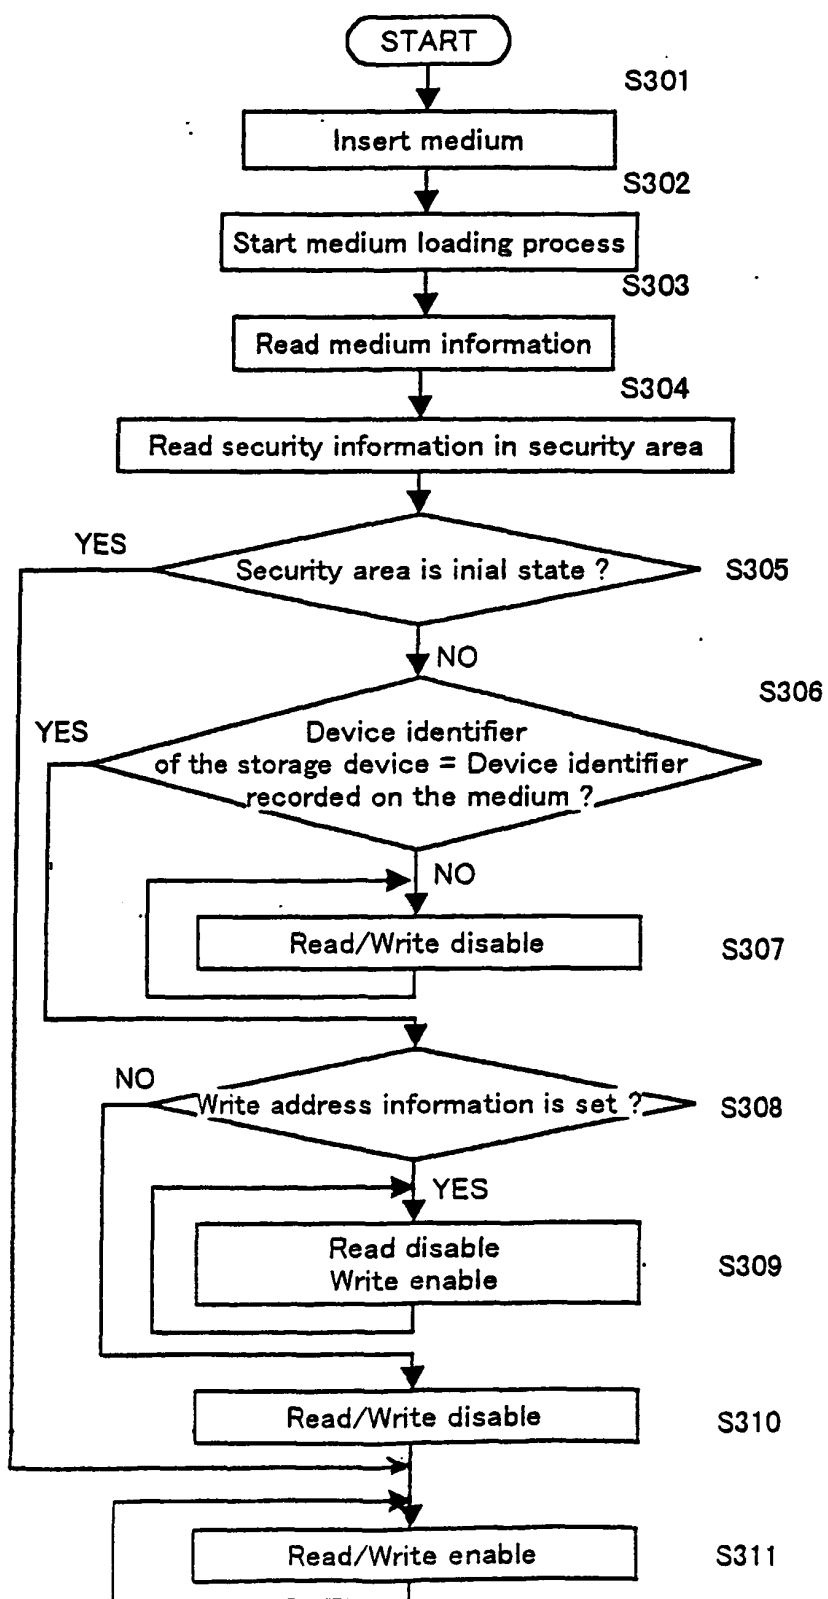 START
S301
Insert medium
S302
Start medium loading process
S303
Read medium information
S304
Read security information in security area
YES
Security area is inial state ?
S305
NO
S306
YES
Device identifier
of the storage device = Device identifier
recorded on the medium ?
NO
Read/Write disable
S307
NO
Write address information is set ?
S308
YES
Read disable
Write enable
S309
Read/Write disable
S310
Read/Write enable
S311